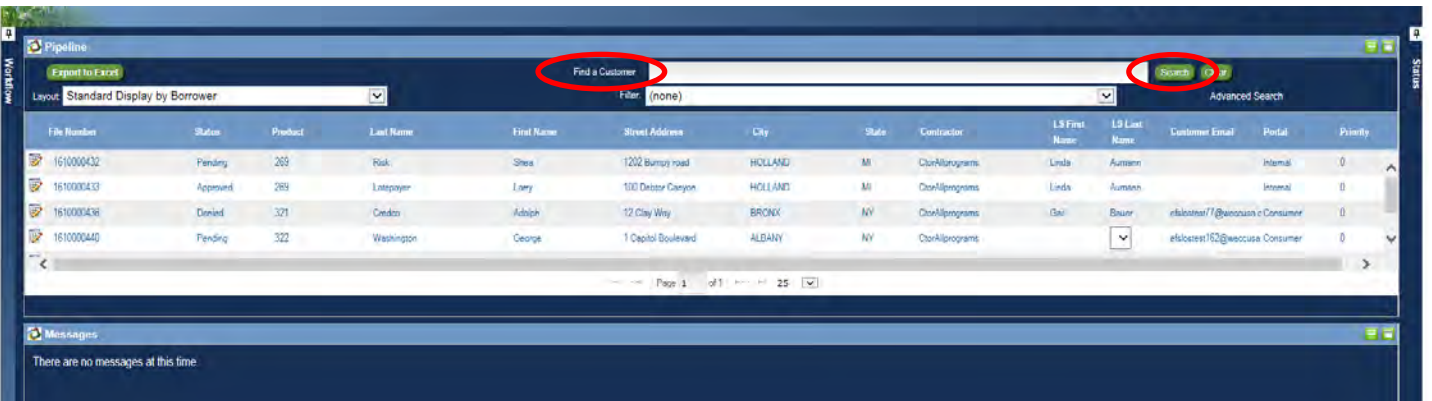 Pipeline
Export to Excel Find a Customer Search Clear
Layout: Standard Display by Borrower Filter: (none) Advanced Search
File Number Status Product Last Name First Name Street Address City State Contractor LS First Name LS Last Name Customer Email Portal Priority
1610000432 Pending 269 Risk Shea 1202 Bumpy road HOLLAND MI CtorAllprograms Linda Aumann Internal 0
1610000433 Approved 269 Latepayer Larry 100 Debtor Canyon HOLLAND MI CtorAllprograms Linda Aumann Internal 0
1610000436 Denied 321 Adolph 12 Clay Way BRONX NY CtorAllprograms Bauer Consumer 0
1610000440 Pending 322 Washington George 1 Capitol Boulevard ALBANY NY CtorAllprograms efslostest162@weccusa Consumer 0
Page 1 of 1 25
Messages
There are no messages at this time
Workflow
Status